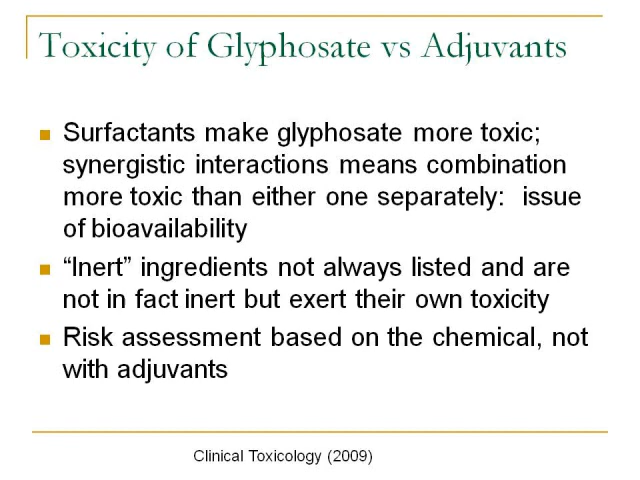 Toxicity of Glyphosate vs Adjuvants
Surfactants make glyphosate more toxic;
synergistic interactions means combination
more toxic than either one separately: issue
of bioavailability
“Inert” ingredients not always listed and are
not in fact inert but exert their own toxicity
Risk assessment based on the chemical, not
with adjuvants
Clinical Toxicology (2009)